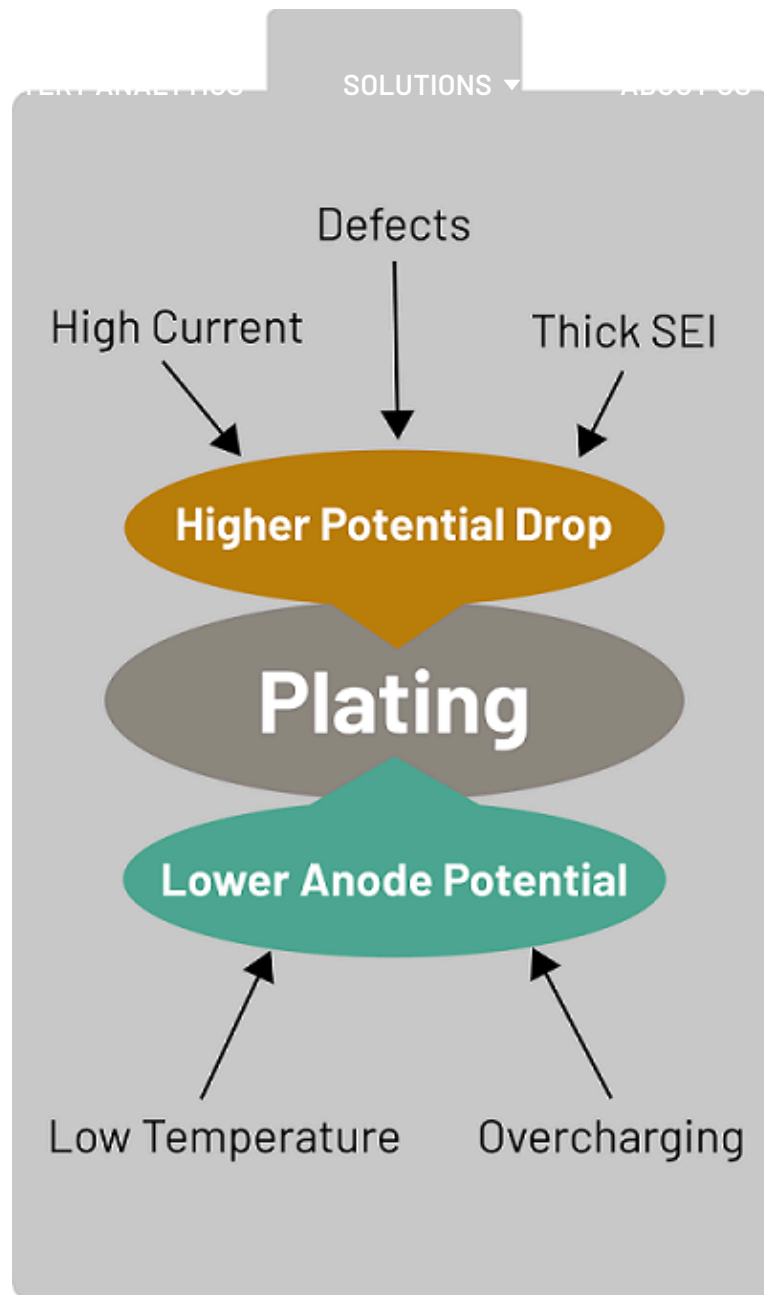 SOLUTIONS
Defects
High Current
Thick SEI
Higher Potential Drop
Plating
Lower Anode Potential
Low Temperature
Overcharging